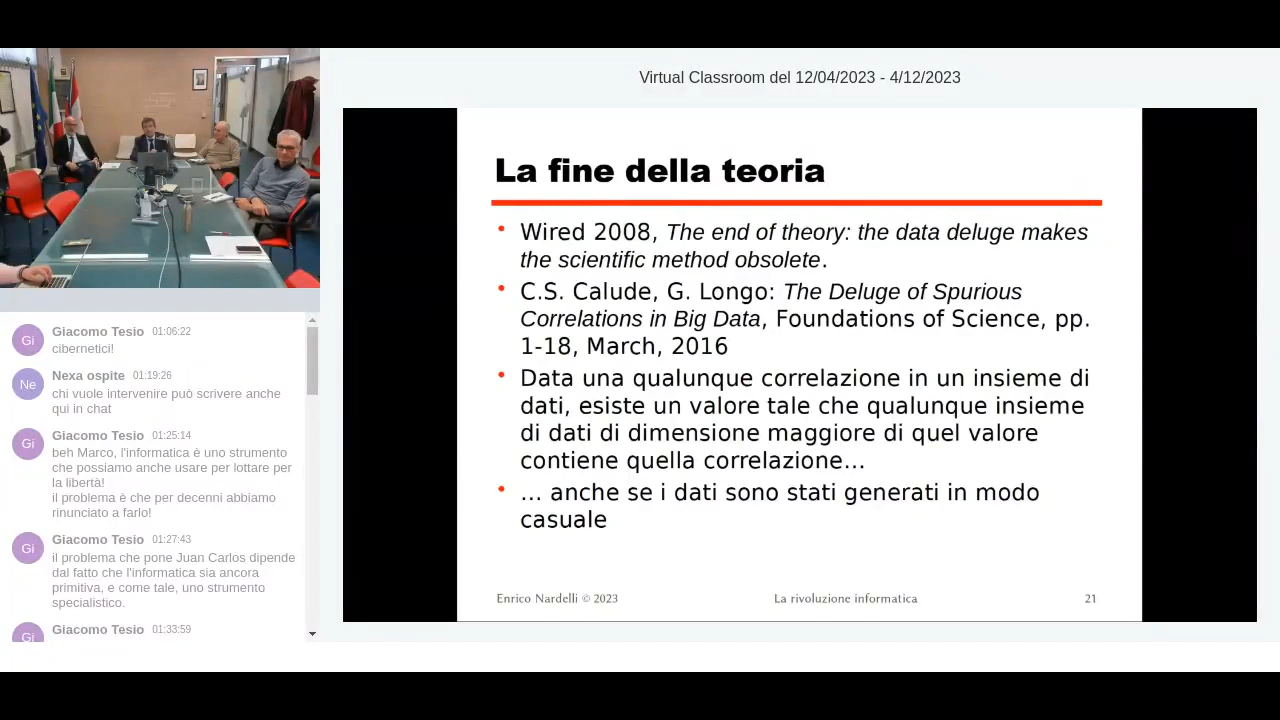 Virtual Classroom del 12/04/2023 - 4/12/2023
La fine della teoria
• Wired 2008, The end of theory: the data deluge makes
the scientific method obsolete.
• C.S. Calude, G. Longo: The Deluge of Spurious
Correlations in Big Data, Foundations of Science, pp.
1-18, March, 2016
• Data una qualunque correlazione in un insieme di
dati, esiste un valore tale che qualunque insieme
di dati di dimensione maggiore di quel valore
contiene quella correlazione...
• ... anche se i dati sono stati generati in modo
casuale
Enrico Nardelli © 2023 La rivoluzione informatica 21
Gi Giacomo Tesio 01:06:22
cibernetici!
Ne Nexa ospite 01:19:26
chi vuole intervenire può scrivere anche
qui in chat
Gi Giacomo Tesio 01:25:14
beh Marco, l'informatica è uno strumento
che possiamo anche usare per lottare per
la libertà!
il problema è che per decenni abbiamo
rinunciato a farlo!
Gi Giacomo Tesio 01:27:43
il problema che pone Juan Carlos dipende
dal fatto che l'informatica sia ancora
primitiva, e come tale, uno strumento
specialistico.
Gi Giacomo Tesio 01:33:59